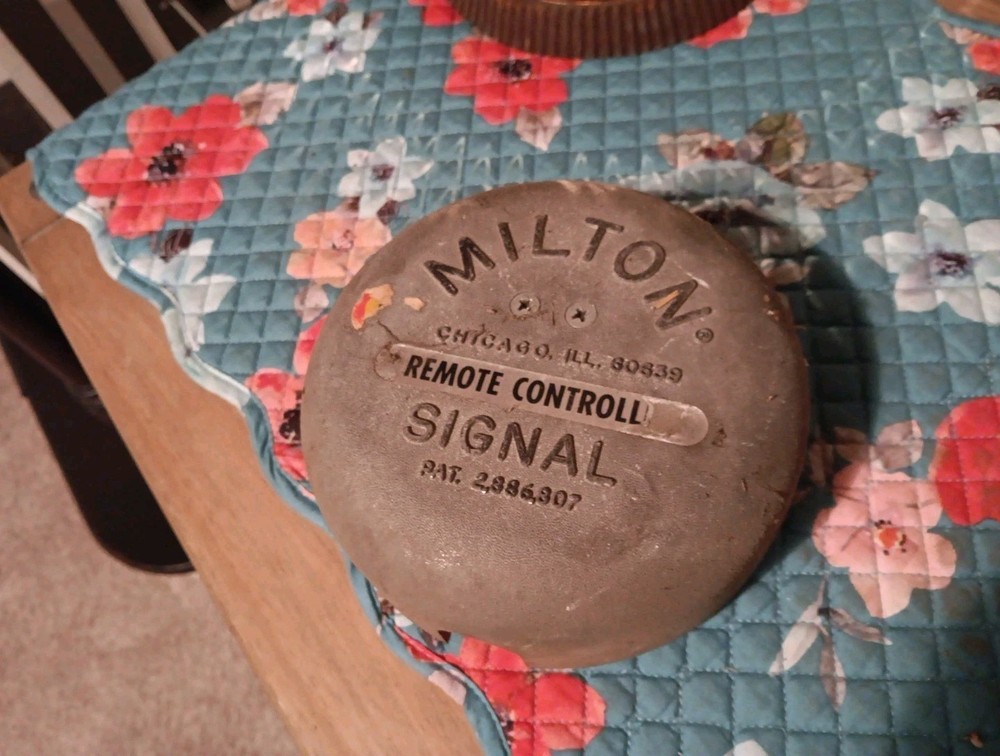 MILTON®
CHICAGO, ILL. 60639
REMOTE CONTROLL
SIGNAL
PAT. 2,886,807